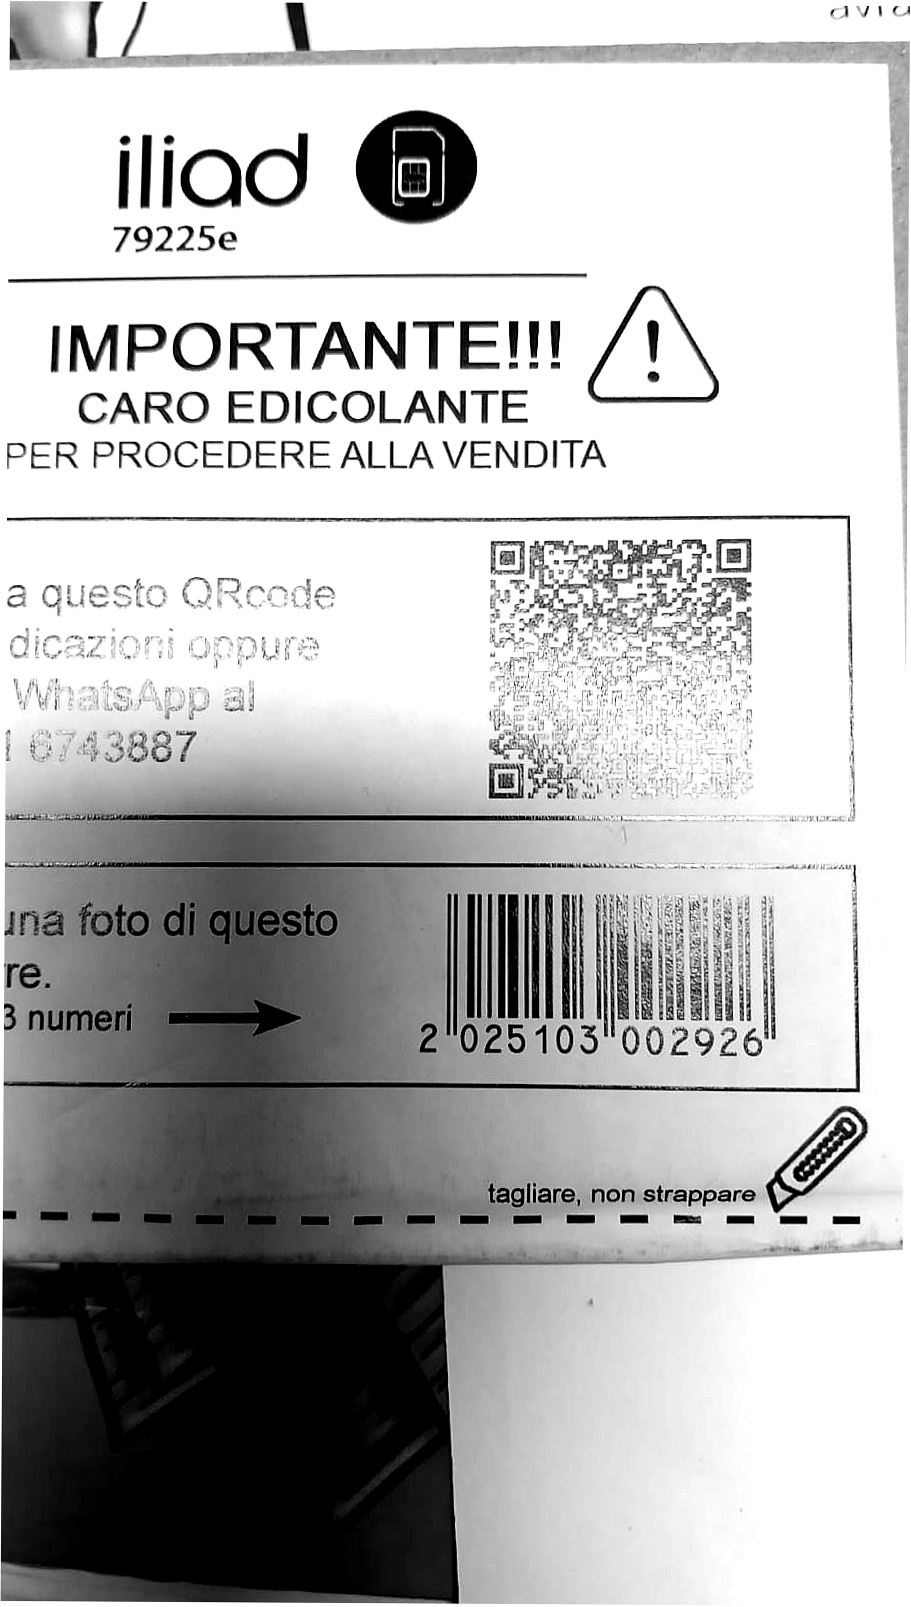 iliad
79225e
IMPORTANTE!!!
CARO EDICOLANTE
PER PROCEDERE ALLA VENDITA
a questo QRcode
dicazioni oppure
WhatsApp al
6743887
una foto di questo
re.
3 numeri
2 025103 002926
tagliare, non strappare